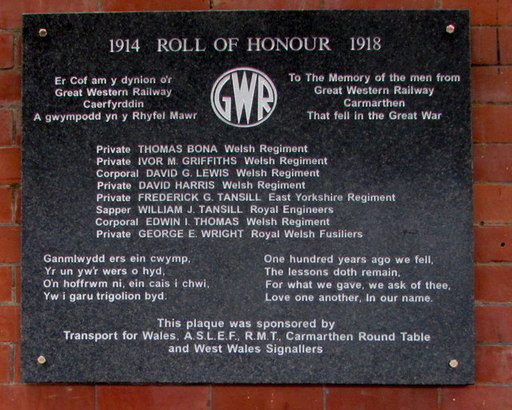 1914 ROLL OF HONOUR 1918
Er Cof am y dynion o'r
Great Western Railway
Caerfyrddin
A gwympodd yn y Rhyfel Mawr
GWR
To The Memory of the men from
Great Western Railway
Carmarthen
That fell in the Great War
Private THOMAS BONA Welsh Regiment
Private IVOR M. GRIFFITHS Welsh Regiment
Corporal DAVID G. LEWIS Welsh Regiment
Private DAVID HARRIS Welsh Regiment
Private FREDERICK G. TANSILL East Yorkshire Regiment
Sapper WILLIAM J. TANSILL Royal Engineers
Corporal EDWIN I. THOMAS Welsh Regiment
Private GEORGE E. WRIGHT Royal Welsh Fusiliers
Ganmlwydd ers ein cwymp,
Yr un yw'r wers o hyd,
O'n hoffrwm ni, ein cais i chwi,
Yw i garu trigolion byd.
One hundred years ago we fell,
The lessons doth remain,
For what we gave, we ask of thee,
Love one another, In our name.
This plaque was sponsored by
Transport for Wales, A.S.L.E.F., R.M.T., Carmarthen Round Table
and West Wales Signallers